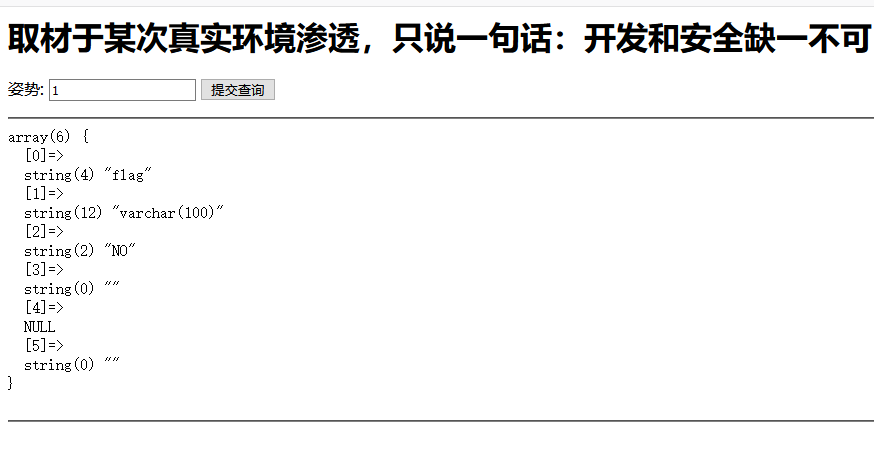 取材于某次真实环境渗透，只说一句话：开发和安全缺一不可
姿势: 1 提交查询
array(6) {
  [0]=>
  string(4) "flag"
  [1]=>
  string(12) "varchar(100)"
  [2]=>
  string(2) "NO"
  [3]=>
  string(0) ""
  [4]=>
  NULL
  [5]=>
  string(0) ""
}